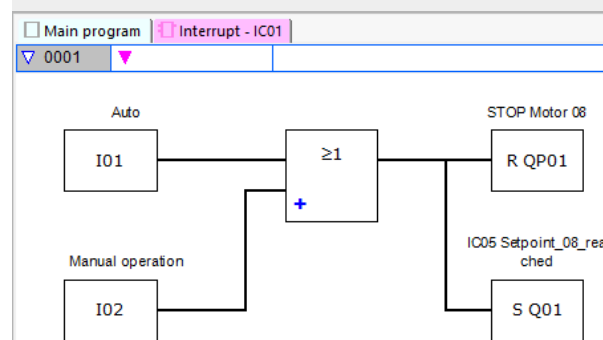 Main program
Interrupt - IC01
0001
Auto
STOP Motor 08
I01
≥1
R QP01
+
IC05 Setpoint_08_rea
ched
Manual operation
I02
S Q01